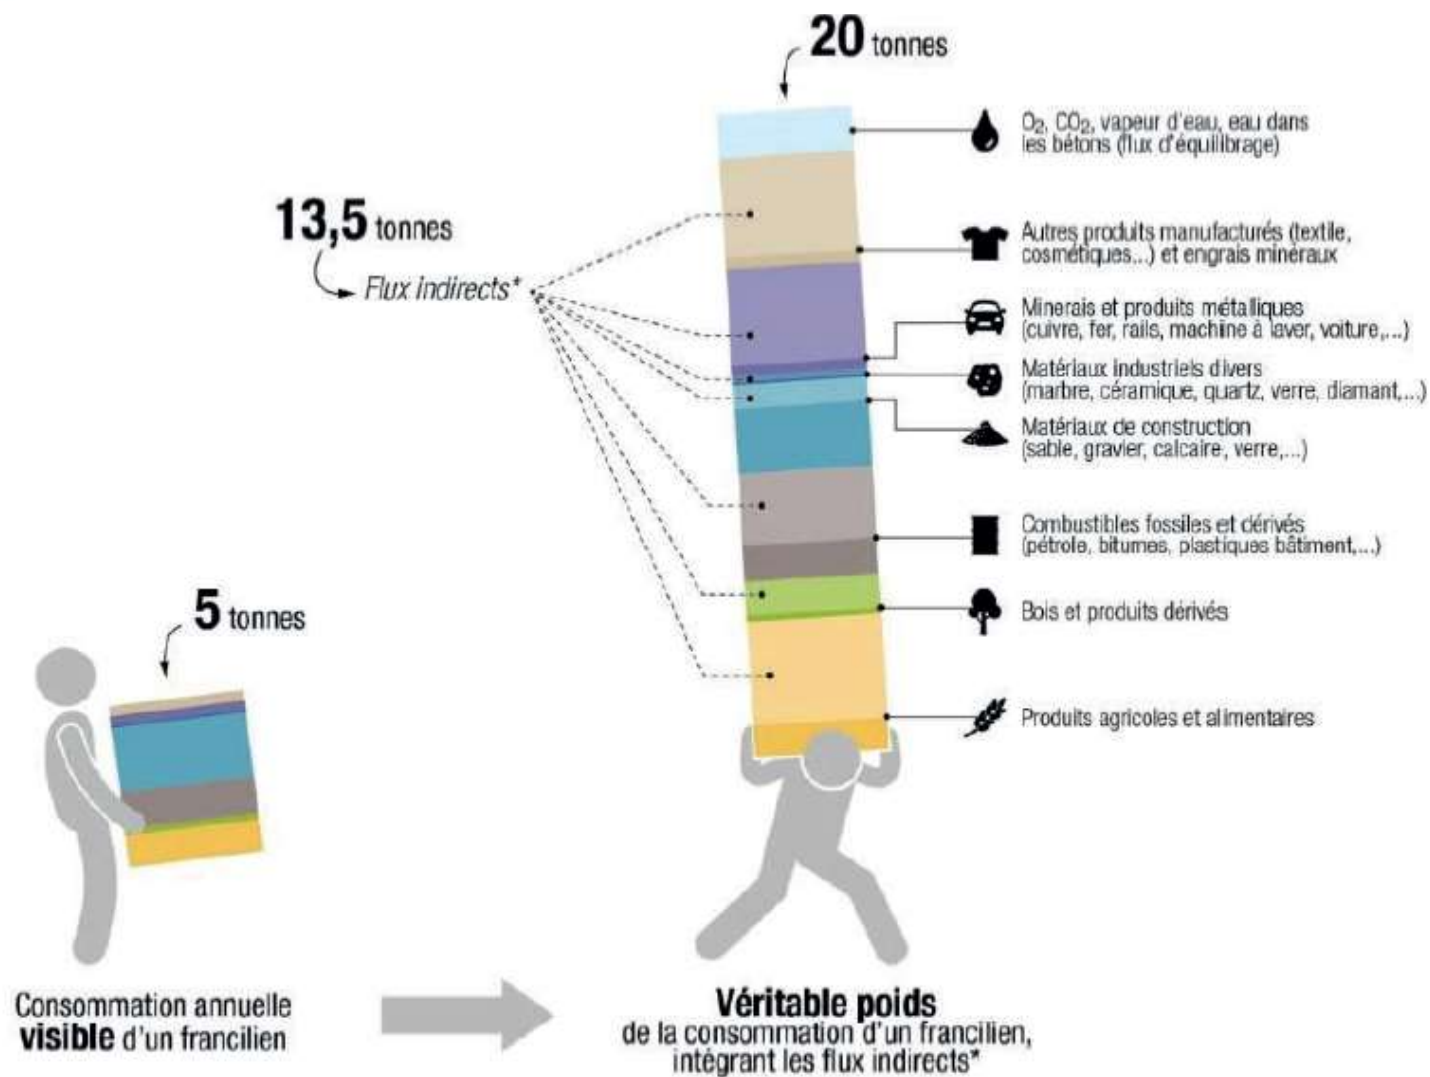 20 tonnes
O₂, CO₂, vapeur d'eau, eau dans
les bétons (flux d'équilibrage)
13,5 tonnes
Flux indirects*
Autres produits manufacturés (textile,
cosmétiques,..) et engrais minéraux
Minerais et produits métalliques
(cuivre, fer, rails, machine à laver, voiture,...)
Matériaux industriels divers
(marbre, céramique, quartz, verre, diamant,...)
Matériaux de construction
(sable, gravier, calcaire, verre,...)
Combustibles fossiles et dérivés
(pétrole, bitumes, plastiques bâtiment,...)
Bois et produits dérivés
Produits agricoles et alimentaires
5 tonnes
Consommation annuelle
visible d'un francilien
Véritable poids
de la consommation d'un francilien,
intégrant les flux indirects*